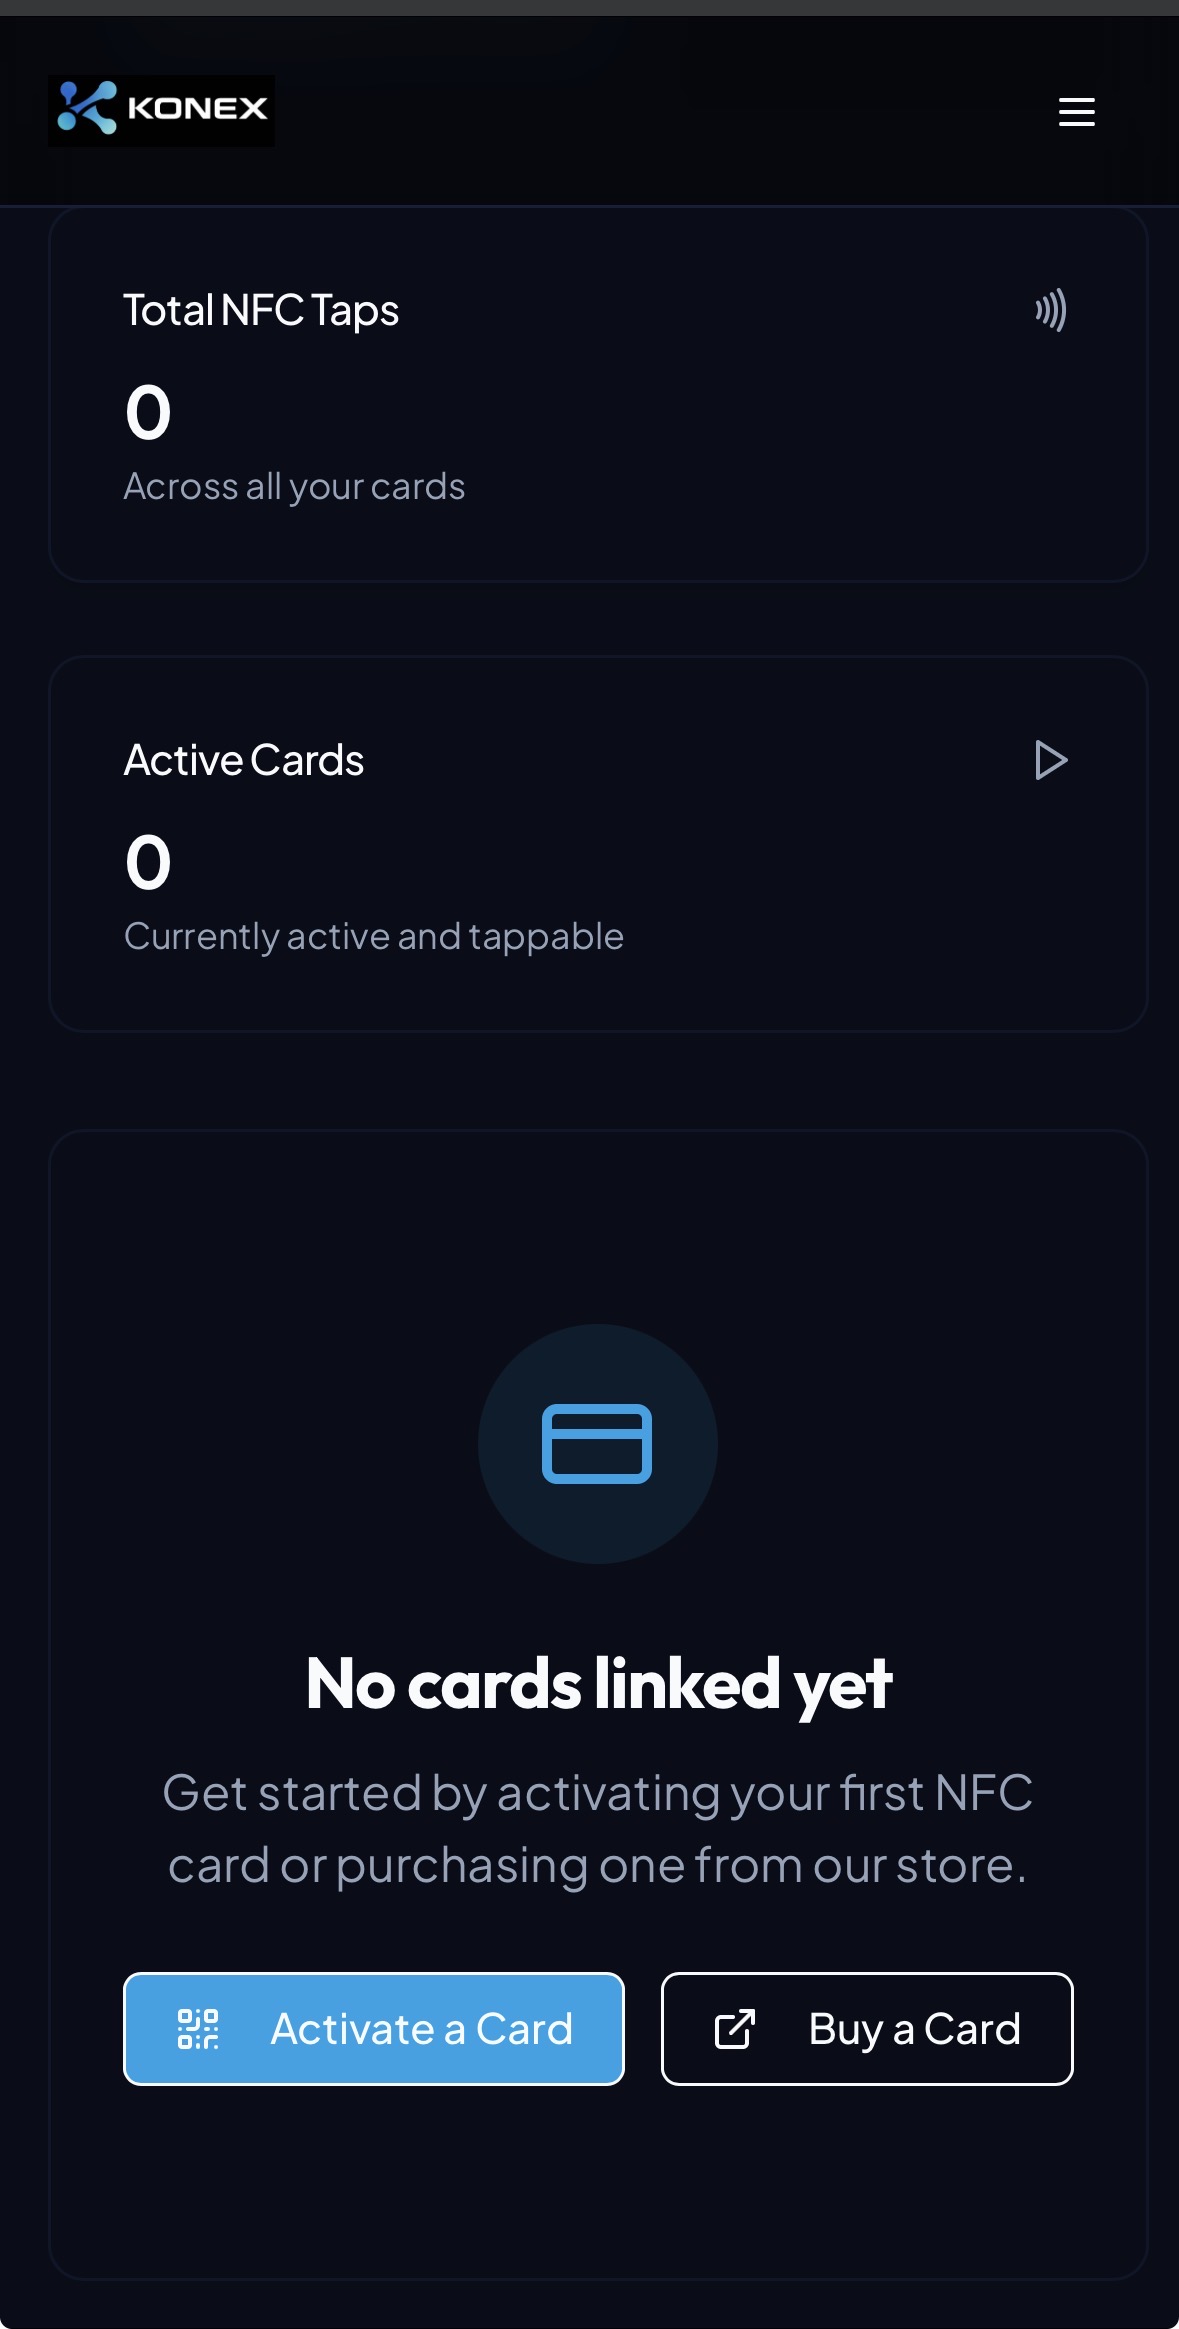 KONEX
Total NFC Taps
0
Across all your cards
Active Cards
0
Currently active and tappable
No cards linked yet
Get started by activating your first NFC
card or purchasing one from our store.
Activate a Card
Buy a Card